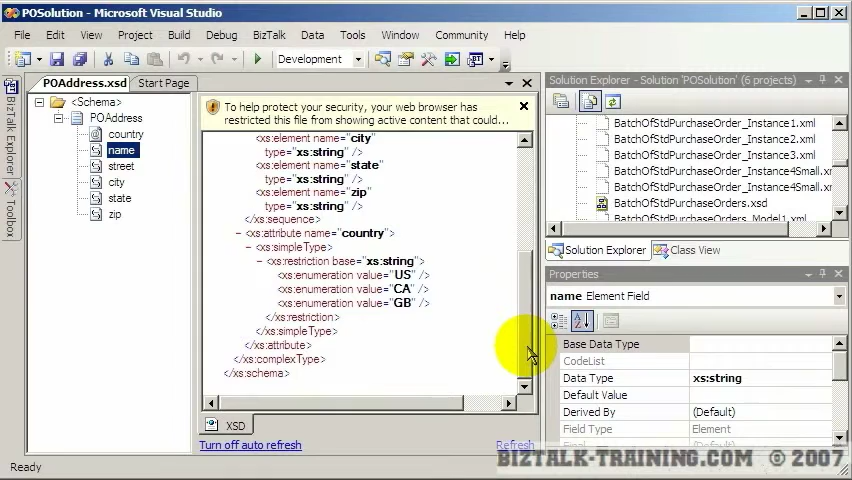 POSolution - Microsoft Visual Studio
File Edit View Project Build Debug BizTalk Data Tools Window Community Help
Development
BizTalk Explorer
Toolbox
POAddress.xsd Start Page
<Schema>
POAddress
country
name
street
city
state
zip
To help protect your security, your web browser has
restricted this file from showing active content that could...
<xs:element name="city"
type="xs:string" />
<xs:element name="state"
type="xs:string" />
<xs:element name="zip"
type="xs:string" />
</xs:sequence>
- <xs:attribute name="country">
- <xs:simpleType>
- <xs:restriction base="xs:string">
<xs:enumeration value="US" />
<xs:enumeration value="CA" />
<xs:enumeration value="GB" />
</xs:restriction>
</xs:simpleType>
</xs:attribute>
</xs:complexType>
</xs:schema>
XSD
Turn off auto refresh Refresh
Solution Explorer - Solution 'POSolution' (6 projects)
BatchOfStdPurchaseOrder_Instance1.xml
BatchOfStdPurchaseOrder_Instance2.xml
BatchOfStdPurchaseOrder_Instance3.xml
BatchOfStdPurchaseOrder_Instance4Small.xr
BatchOfStdPurchaseOrder_Instance4Small.xr
BatchOfStdPurchaseOrders.xsd
BatchOfStdPurchaseOrders_Model1.xml
Solution Explorer Class View
Properties
name Element Field
Base Data Type
CodeList
Data Type xs:string
Default Value
Derived By (Default)
Field Type Element
Final (Default)
Ready
BIZTALK-TRAINING.COM © 2007